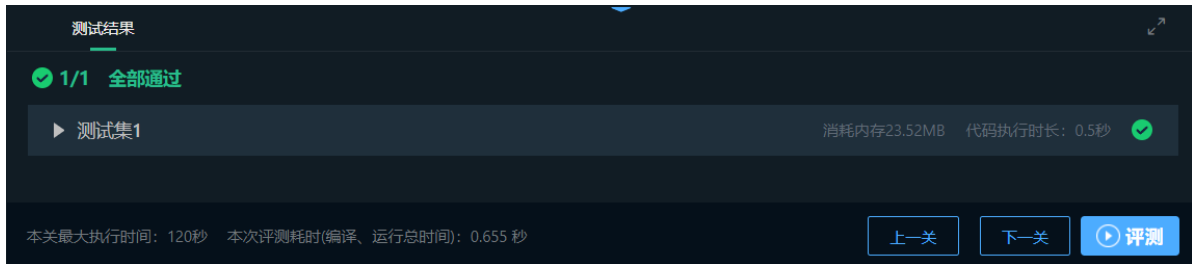 测试结果
1/1 全部通过
测试集1 消耗内存23.52MB 代码执行时长：0.5秒
本关最大执行时间：120秒 本次评测耗时(编译、运行总时间)：0.655 秒 上一关 下一关 评测